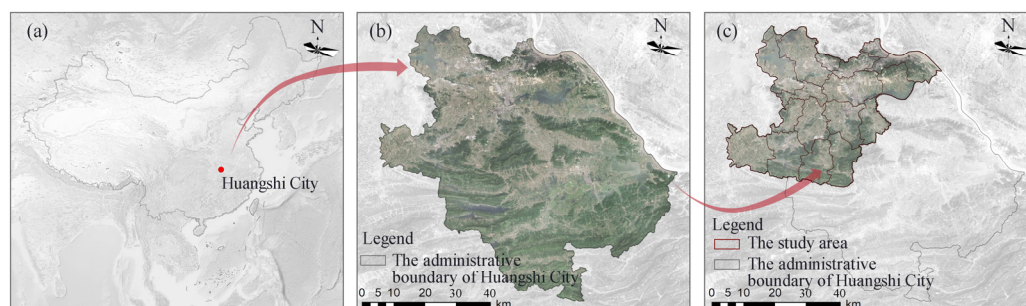 (a)
N
Huangshi City
(b)
N
Legend
The administrative
boundary of Huangshi City
0 5 10 20 30 40
km
(c)
N
Legend
The study area
The administrative
boundary of Huangshi City
0 5 10 20 30 40
km